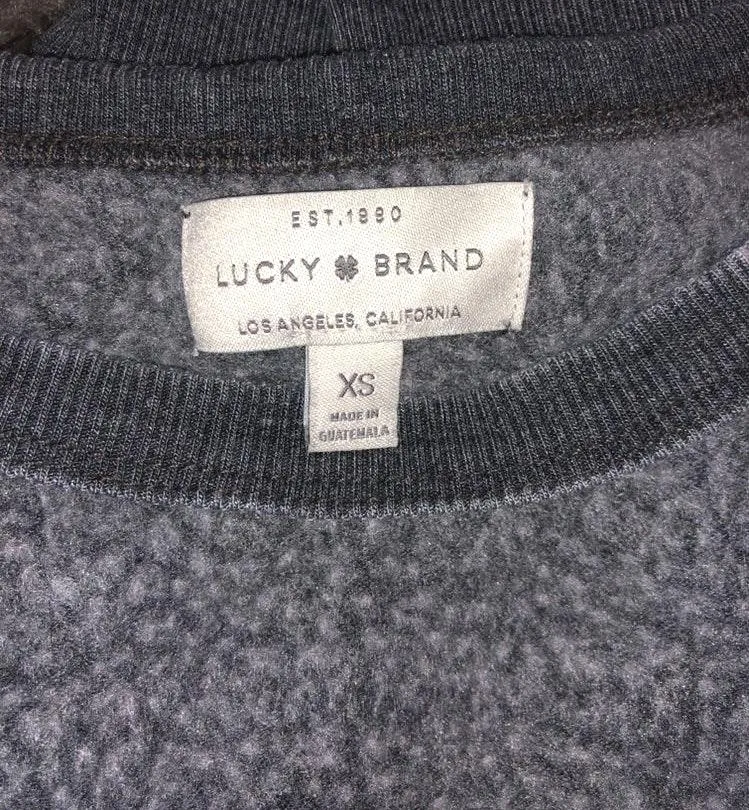 EST.1990
LUCKY BRAND
LOS ANGELES, CALIFORNIA
XS
MADE IN
GUATEMALA